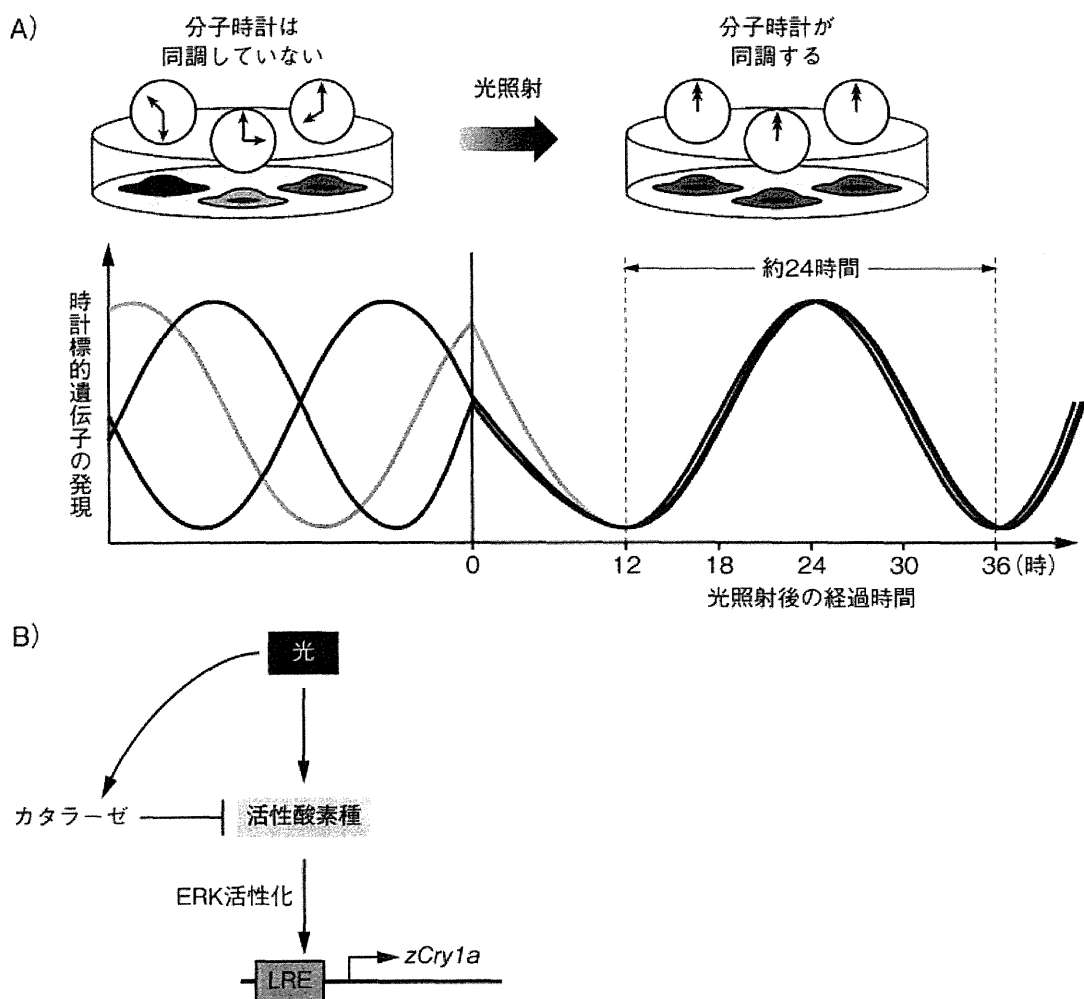 A)
分子時計は
同調していない
光照射
分子時計が
同調する
時計標的遺伝子の発現
約24時間
0 12 18 24 30 36(時)
光照射後の経過時間
B)
光
カタラーゼ
活性酸素種
ERK活性化
LRE
zCry1a